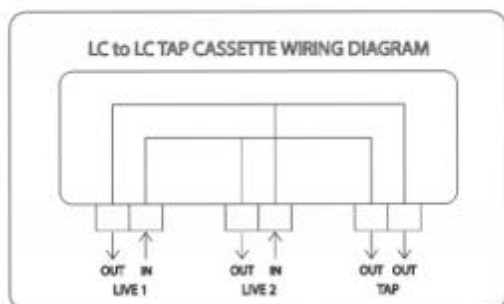 LC to LC TAP CASSETTE WIRING DIAGRAM
OUT IN OUT IN OUT OUT
LIVE 1 LIVE 2 TAP